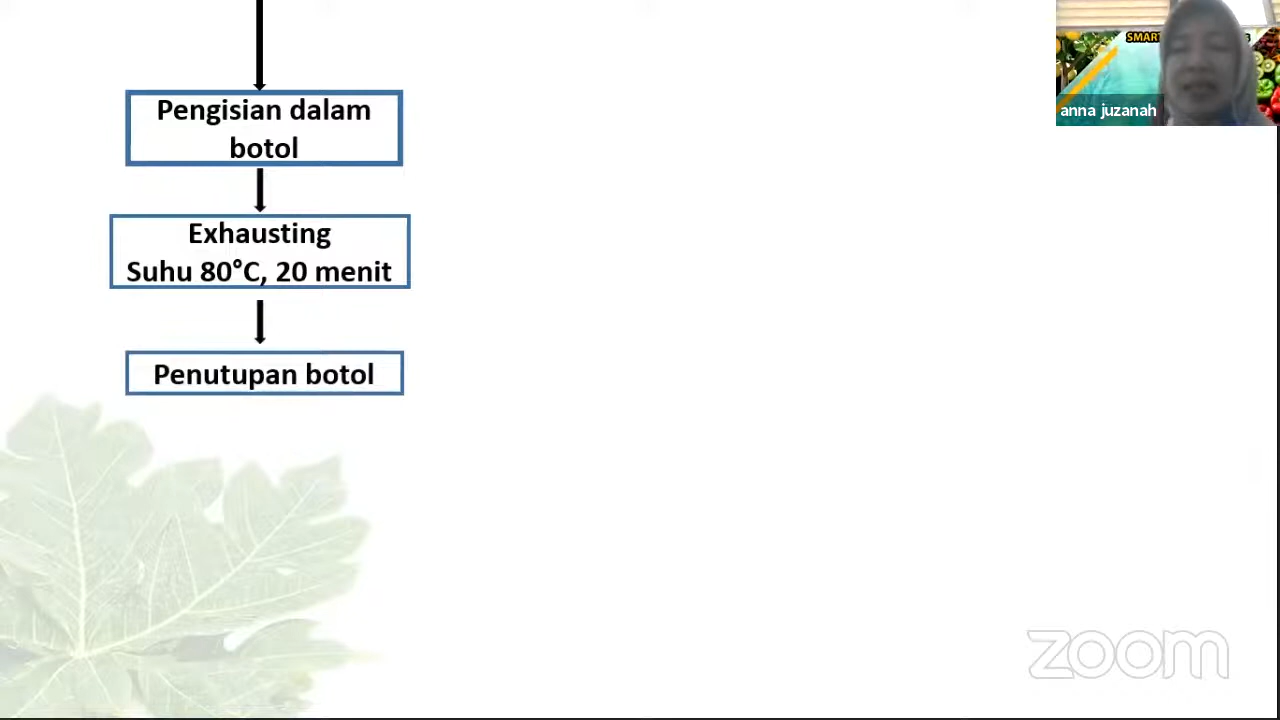 Pengisian dalam
botol
Exhausting
Suhu 80°C, 20 menit
Penutupan botol
SMART
anna juzanah
zoom